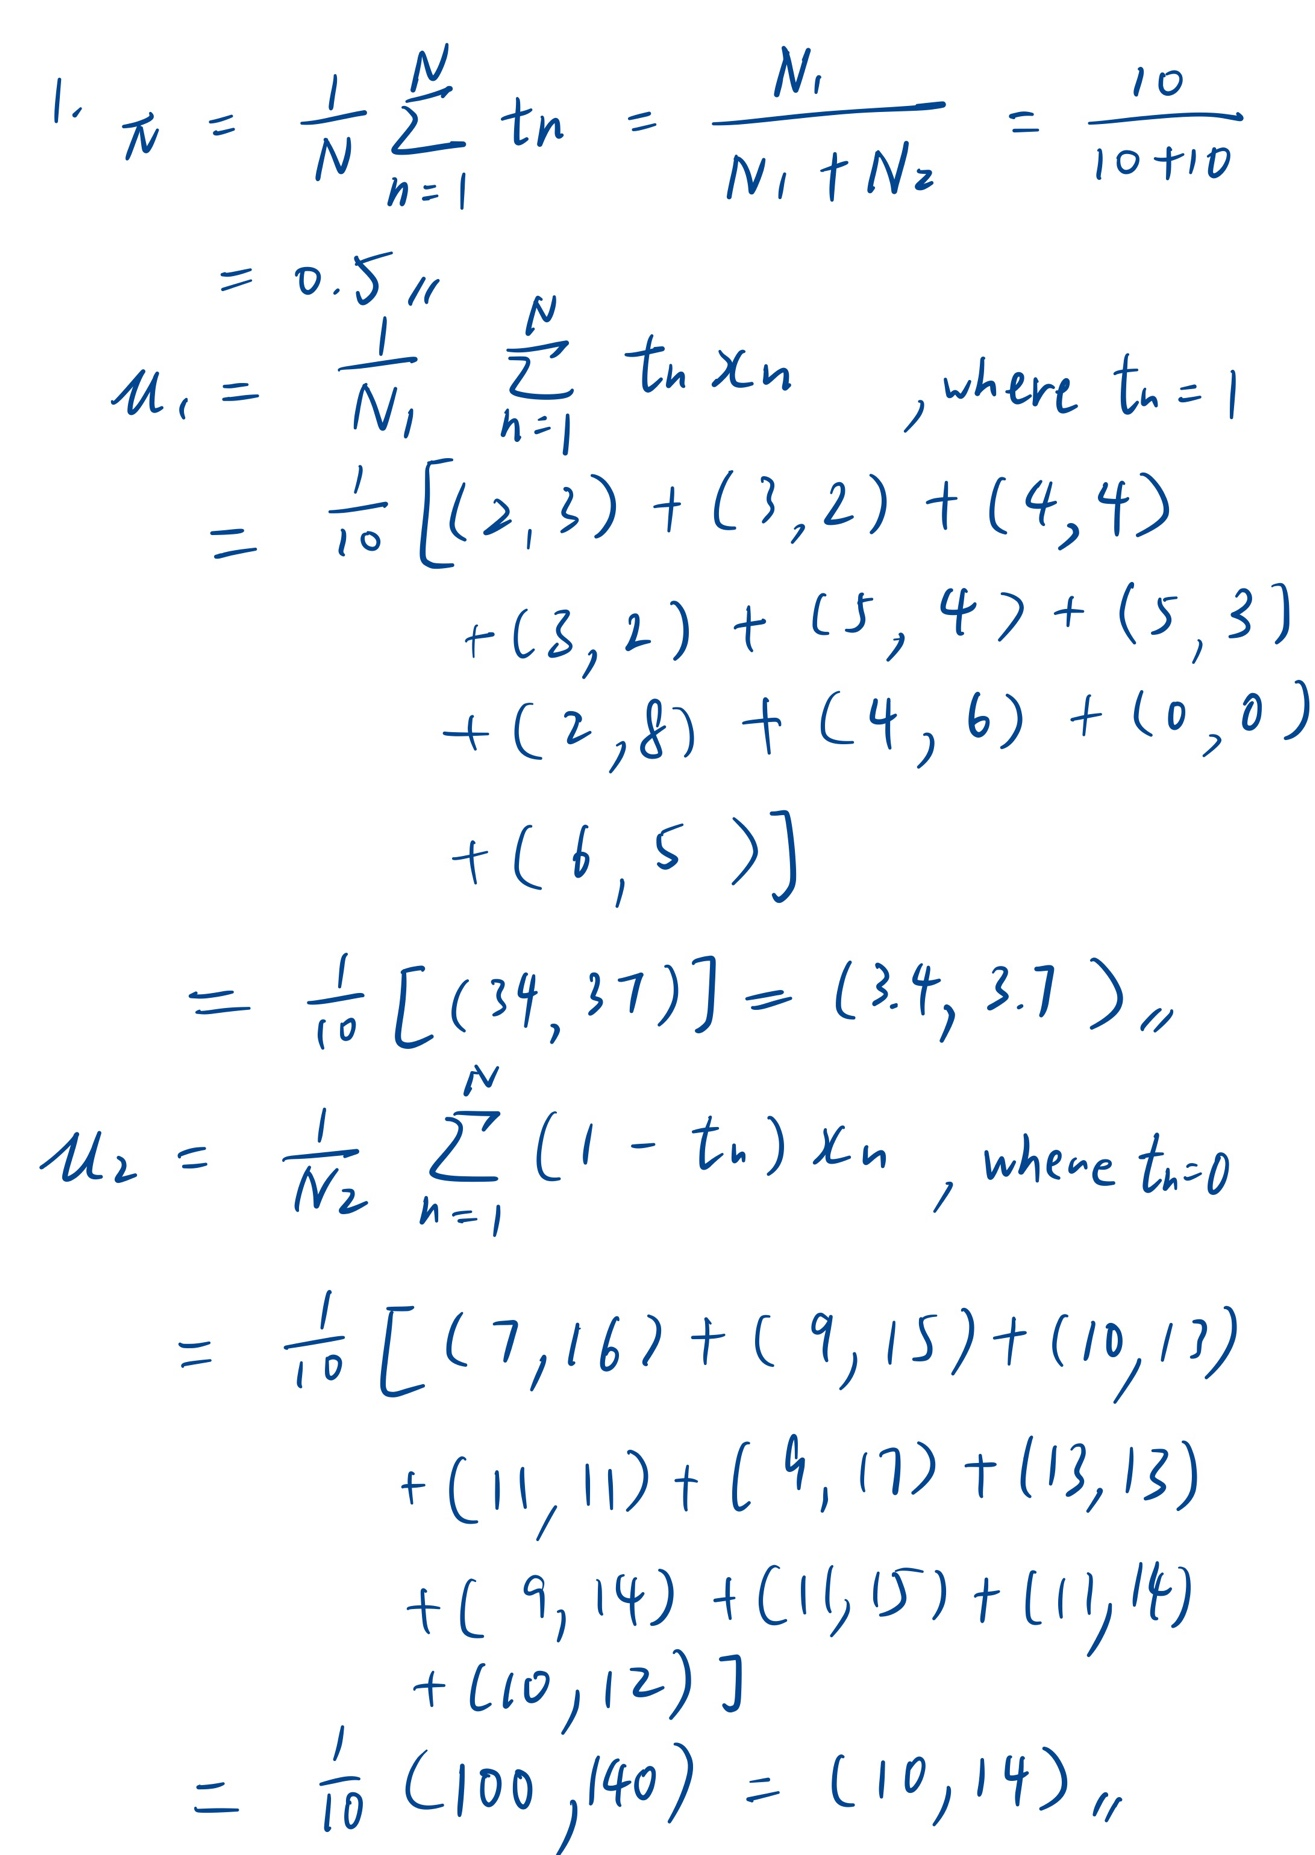 1. π = 1/N Σ_{n=1}^{N} tn = N1/(N1 + N2) = 10/(10+10)
= 0.5 〃
μ1 = 1/N1 Σ_{n=1}^{N} tn xn , where tn = 1
= 1/10 [(2,3) + (3,2) + (4,4)
+(3,2) + (5,4) + (5,3)
+(2,8) + (4,6) + (0,0)
+(6,5)]
= 1/10 [(34,37)] = (3.4, 3.7) 〃
μ2 = 1/N2 Σ_{n=1}^{N} (1 - tn) xn , where tn=0
= 1/10 [(7,16) + (9,15) + (10,13)
+(11,11) + (9,17) + (13,13)
+(9,14) + (11,15) + (11,14)
+(10,12)]
= 1/10 (100,140) = (10,14) 〃